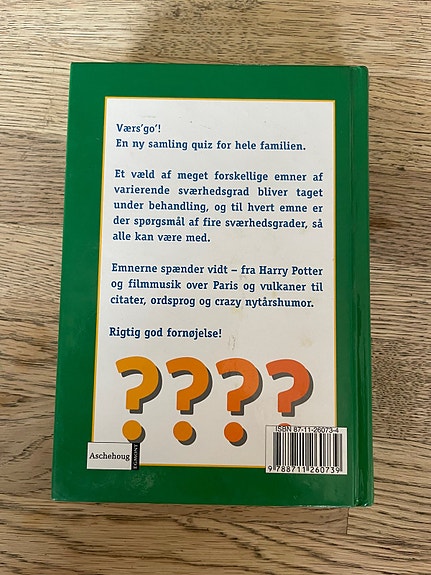 Værs'go'!
En ny samling quiz for hele familien.
Et væld af meget forskellige emner af
varierende sværhedsgrad bliver taget
under behandling, og til hvert emne er
der spørgsmål af fire sværhedsgrader, så
alle kan være med.
Emnerne spænder vidt – fra Harry Potter
og filmmusik over Paris og vulkaner til
citater, ordsprog og crazy nytårshumor.
Rigtig god fornøjelse!
? ? ? ?
ISBN 87-11-26073-4
9 788711 260739
Aschehoug
EGMONT